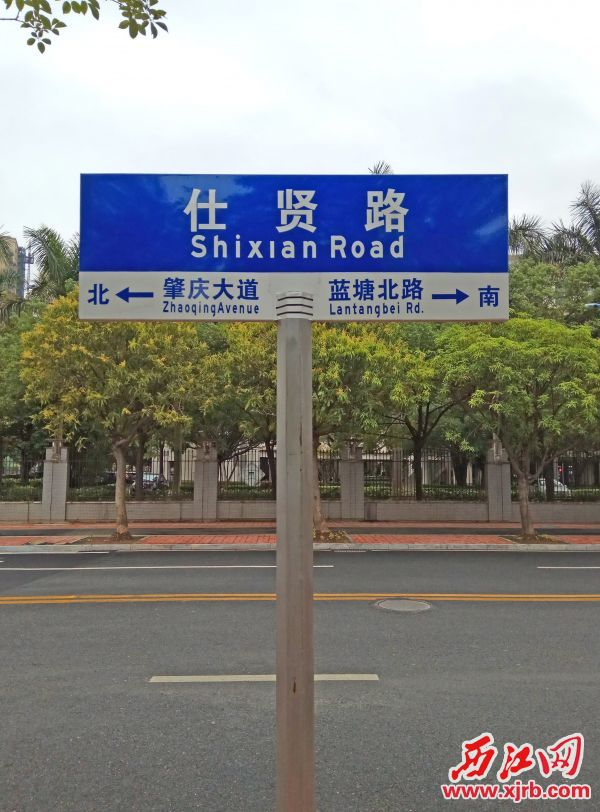 仕贤路
Shixian Road
北 ← 肇庆大道 蓝塘北路 → 南
ZhaoqingAvenue Lantangbei Rd.
西江网
www.xjrb.com